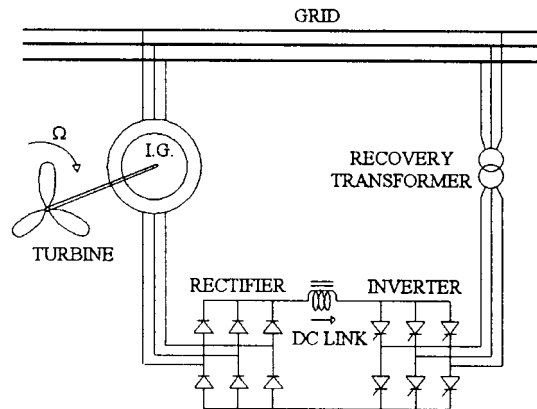 GRID
Ω
I.G.
RECOVERY
TRANSFORMER
TURBINE
RECTIFIER
INVERTER
DC LINK